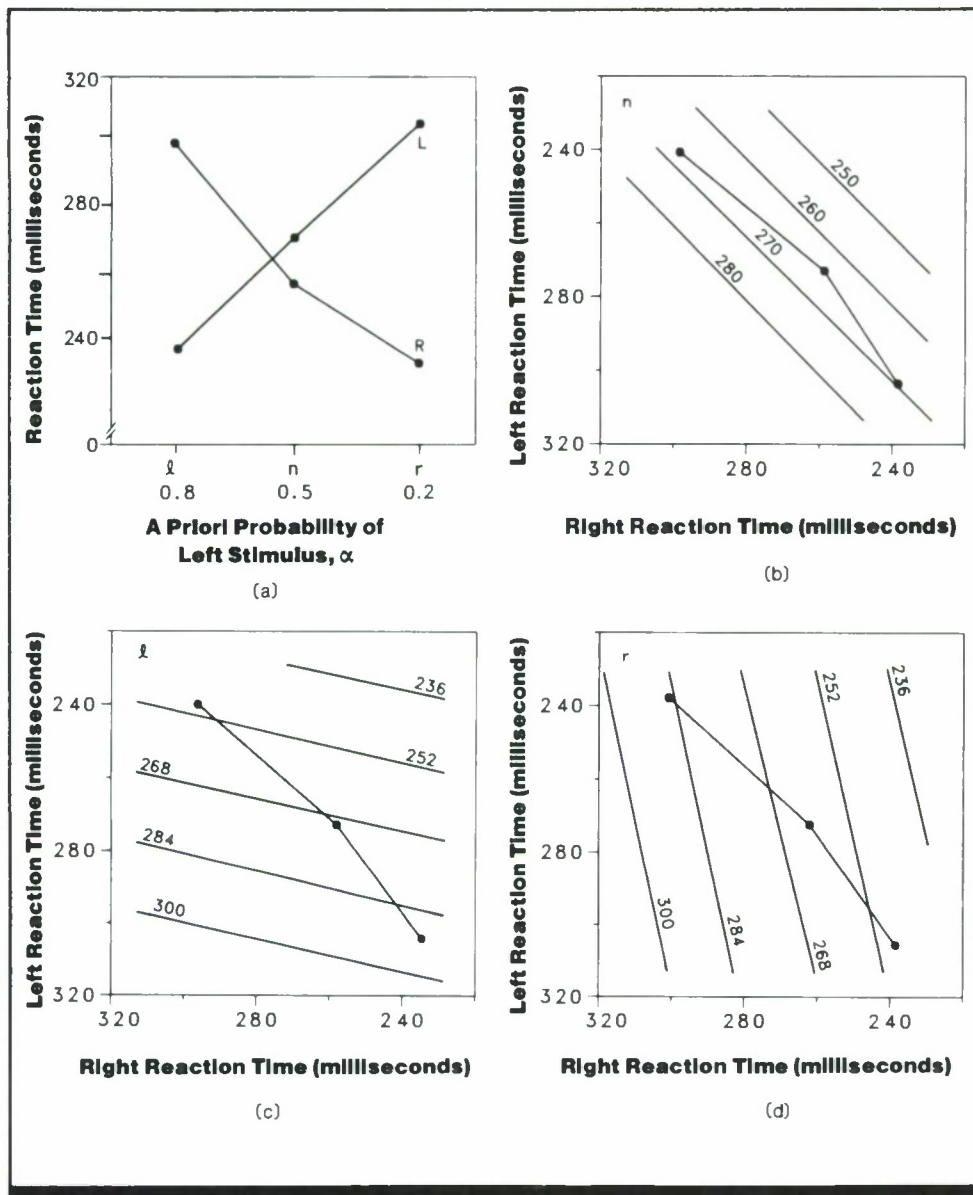 320
280
240
0
Reaction Time (milliseconds)
L
R
ℓ n r
0.8 0.5 0.2
A Priori Probability of
Left Stimulus, α
(a)
n
240
280
320
Left Reaction Time (milliseconds)
250
260
270
280
320 280 240
Right Reaction Time (milliseconds)
(b)
ℓ
240
280
320
Left Reaction Time (milliseconds)
236
252
268
284
300
320 280 240
Right Reaction Time (milliseconds)
(c)
r
240
280
320
Left Reaction Time (milliseconds)
252
236
300
284
268
320 280 240
Right Reaction Time (milliseconds)
(d)